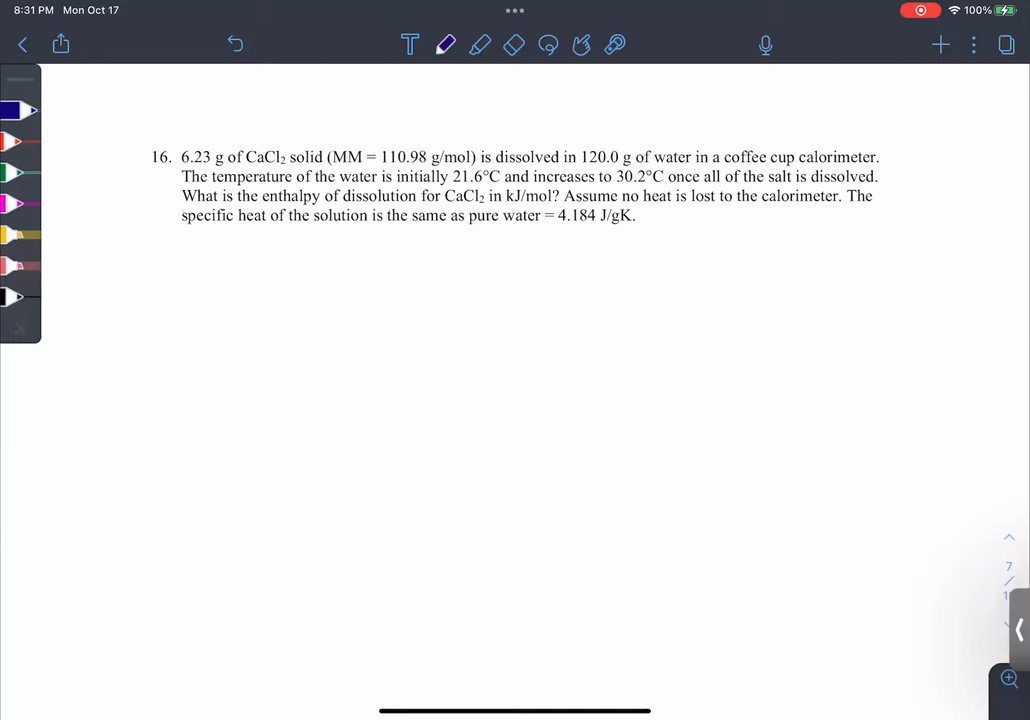 8:31 PM Mon Oct 17
100%
T
16. 6.23 g of CaCl₂ solid (MM = 110.98 g/mol) is dissolved in 120.0 g of water in a coffee cup calorimeter.
The temperature of the water is initially 21.6°C and increases to 30.2°C once all of the salt is dissolved.
What is the enthalpy of dissolution for CaCl₂ in kJ/mol? Assume no heat is lost to the calorimeter. The
specific heat of the solution is the same as pure water = 4.184 J/gK.
7
/